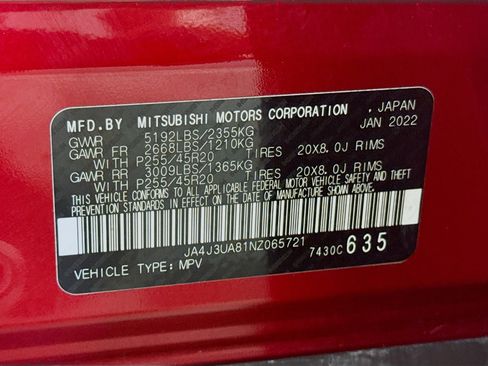 MFD.BY MITSUBISHI MOTORS CORPORATION , JAPAN
GVWR 5192LBS/2355KG JAN 2022
GAWR FR 2668LBS/1210KG
WITH P255/45R20 TIRES 20X8.0J RIMS
GAWR RR 3009LBS/1365KG
WITH P255/45R20 TIRES 20X8.0J RIMS
THIS VEHICLE CONFORMS TO ALL APPLICABLE
FEDERAL MOTOR VEHICLE SAFETY, BUMPER, AND THEFT
PREVENTION STANDARDS IN EFFECT ON THE
DATE OF MANUFACTURE SHOWN ABOVE.
JA4J3UA81NZ065721 7430C 635
VEHICLE TYPE: MPV